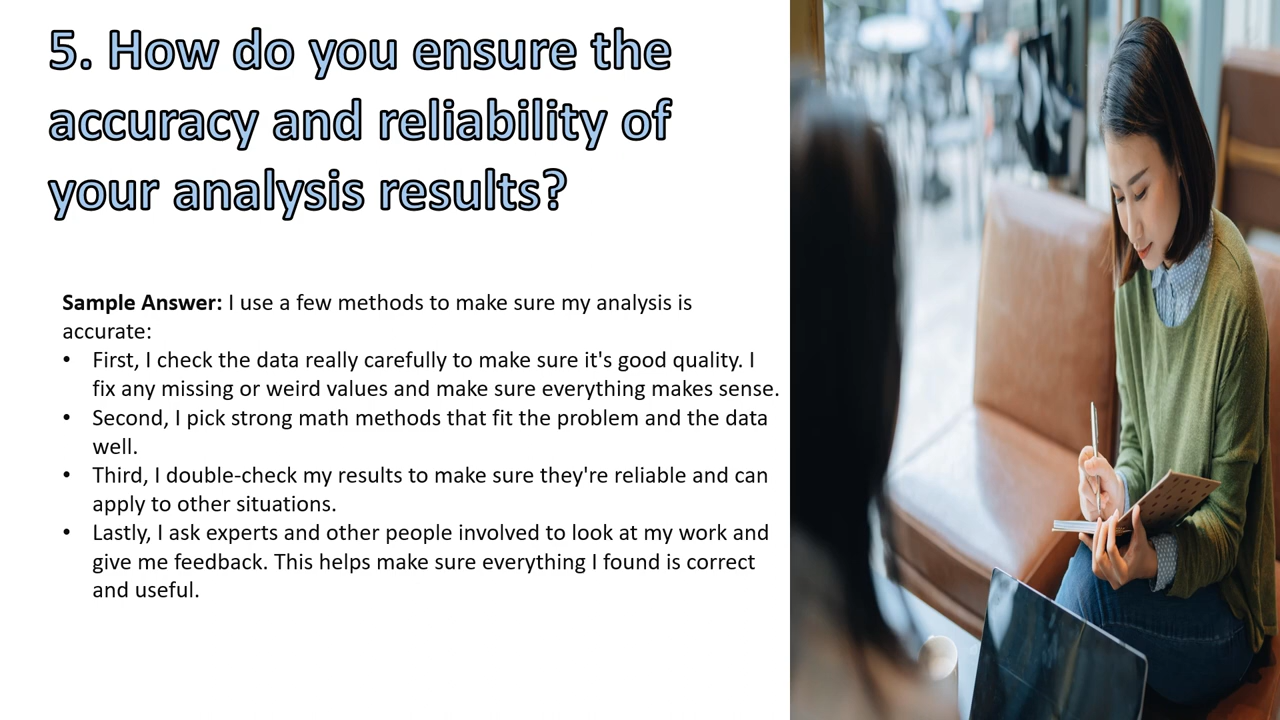 5. How do you ensure the
accuracy and reliability of
your analysis results?
Sample Answer: I use a few methods to make sure my analysis is
accurate:
• First, I check the data really carefully to make sure it's good quality. I
fix any missing or weird values and make sure everything makes sense.
• Second, I pick strong math methods that fit the problem and the data
well.
• Third, I double-check my results to make sure they're reliable and can
apply to other situations.
• Lastly, I ask experts and other people involved to look at my work and
give me feedback. This helps make sure everything I found is correct
and useful.